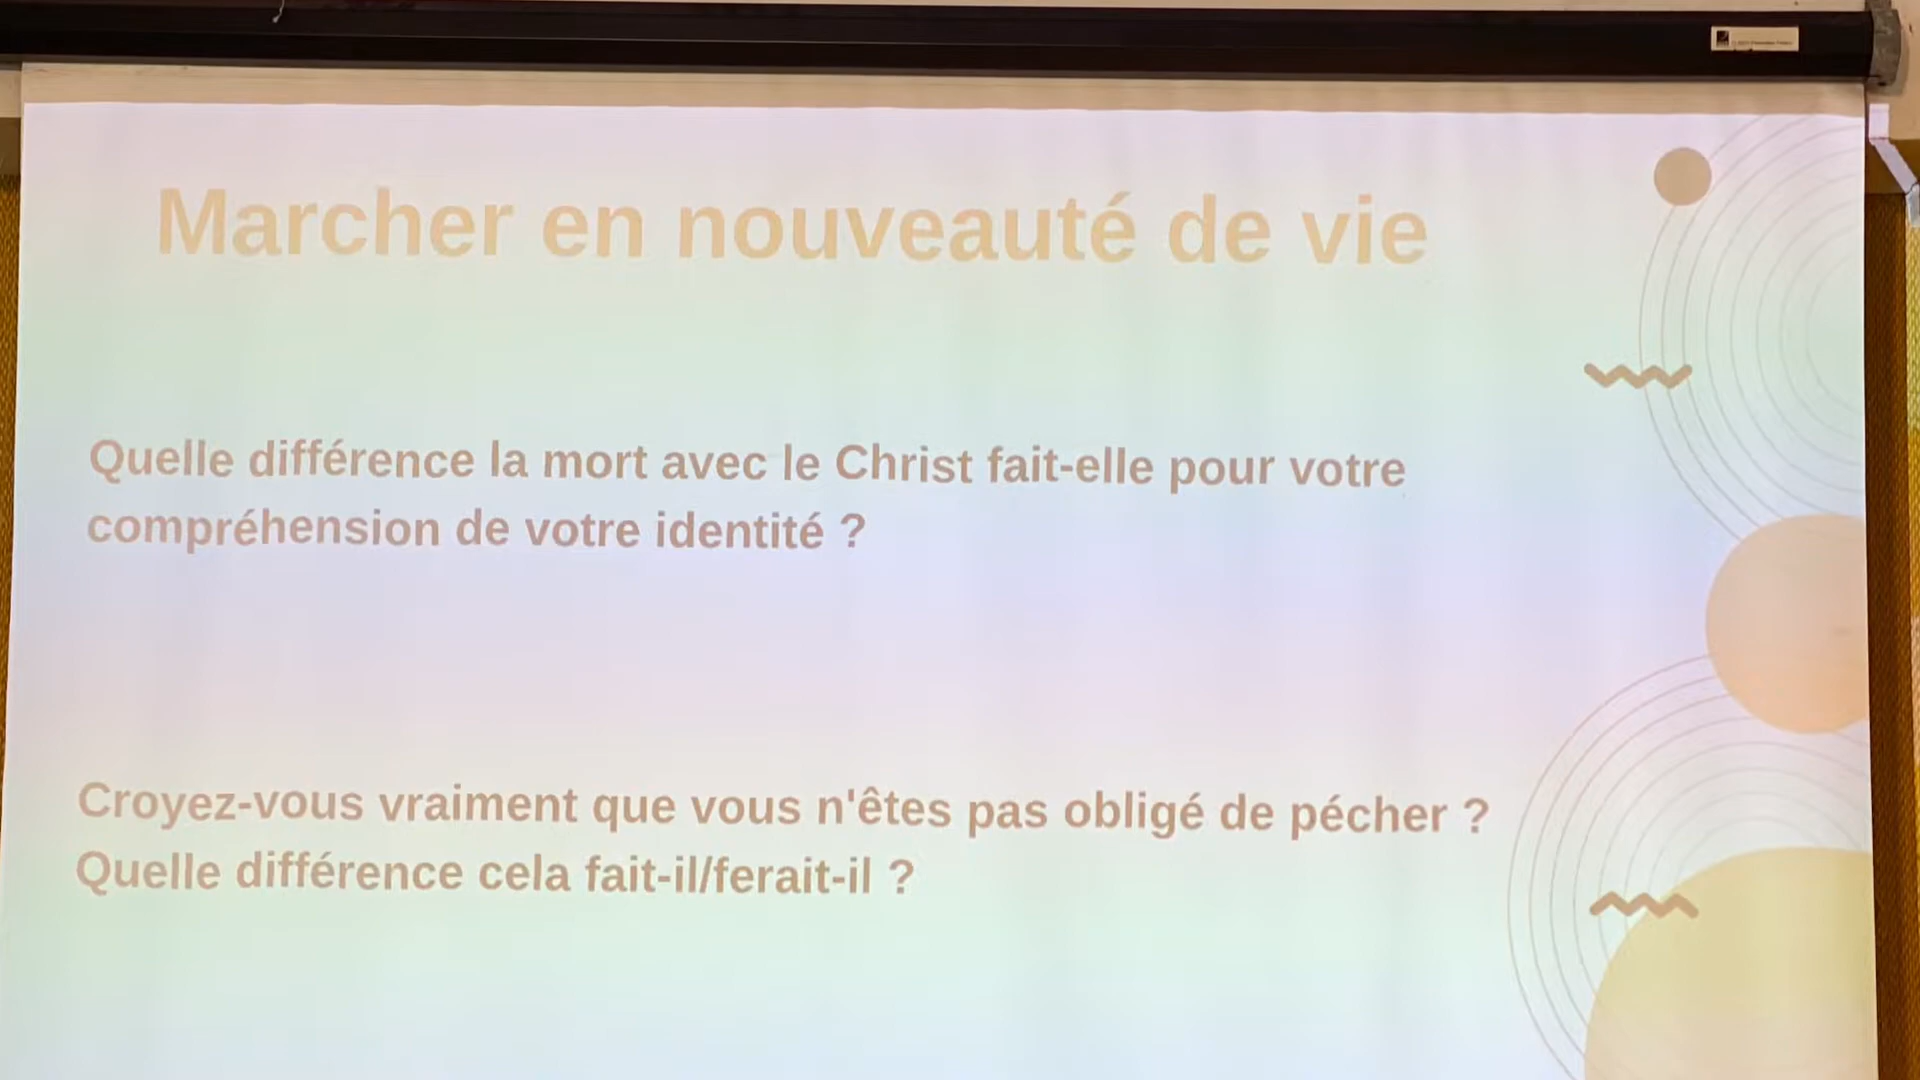 Marcher en nouveauté de vie
Quelle différence la mort avec le Christ fait-elle pour votre
compréhension de votre identité ?
Croyez-vous vraiment que vous n'êtes pas obligé de pécher ?
Quelle différence cela fait-il/ferait-il ?